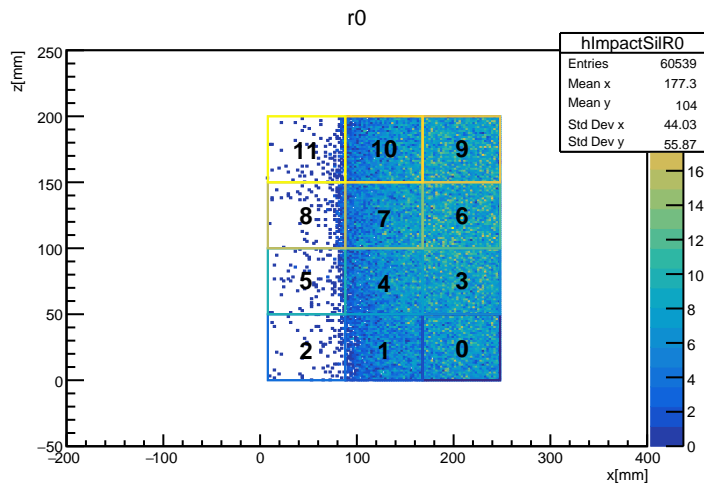 r0
hImpactSilR0
Entries 60539
Mean x 177.3
Mean y 104
Std Dev x 44.03
Std Dev y 55.87
z[mm]
250
200
150
100
50
0
−50
11 10 9
8 7 6
5 4 3
2 1 0
16
14
12
10
8
6
4
2
0
−200 −100 0 100 200 300 400
x[mm]